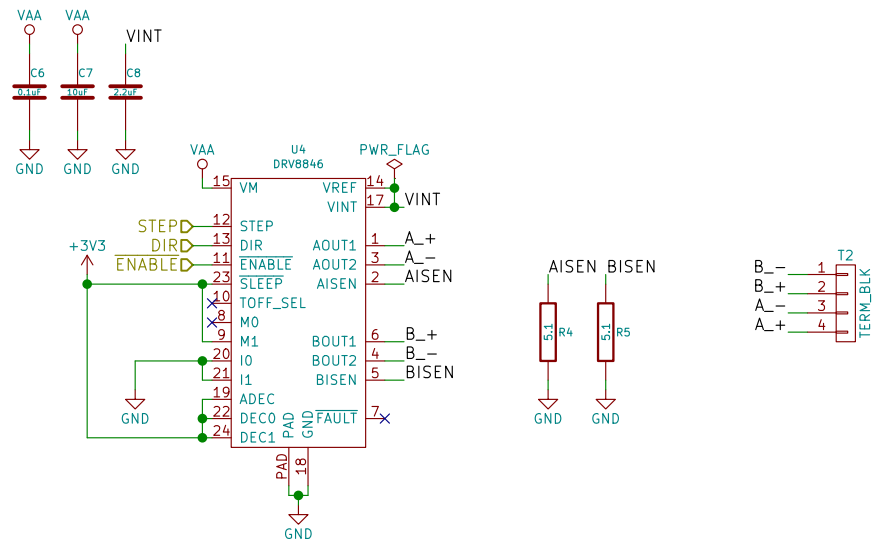 VAA
VAA
VINT
C6
0.1uF
C7
10uF
C8
2.2uF
GND
GND
GND
U4
DRV8846
VAA
PWR_FLAG
15 VM
VREF 14
VINT 17 VINT
STEP 12 STEP
DIR 13 DIR
ENABLE 11 ENABLE
+3V3
23 SLEEP
10 TOFF_SEL
8 M0
9 M1
20 I0
21 I1
19 ADEC
22 DEC0
24 DEC1
GND
AOUT1 1 A_+
AOUT2 3 A_-
AISEN 2 AISEN
BOUT1 6 B_+
BOUT2 4 B_-
BISEN 5 BISEN
FAULT 7
PAD
GND
PAD
18
GND
AISEN
BISEN
5.1
R4
5.1
R5
GND
GND
T2
B_- 1
B_+ 2
A_- 3
A_+ 4
TERM_BLK